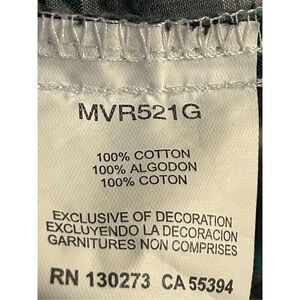 MVR521G
100% COTTON
100% ALGODON
100% COTON
EXCLUSIVE OF DECORATION
EXCLUYENDO LA DECORACION
GARNITURES NON COMPRISES
RN 130273 CA 55394